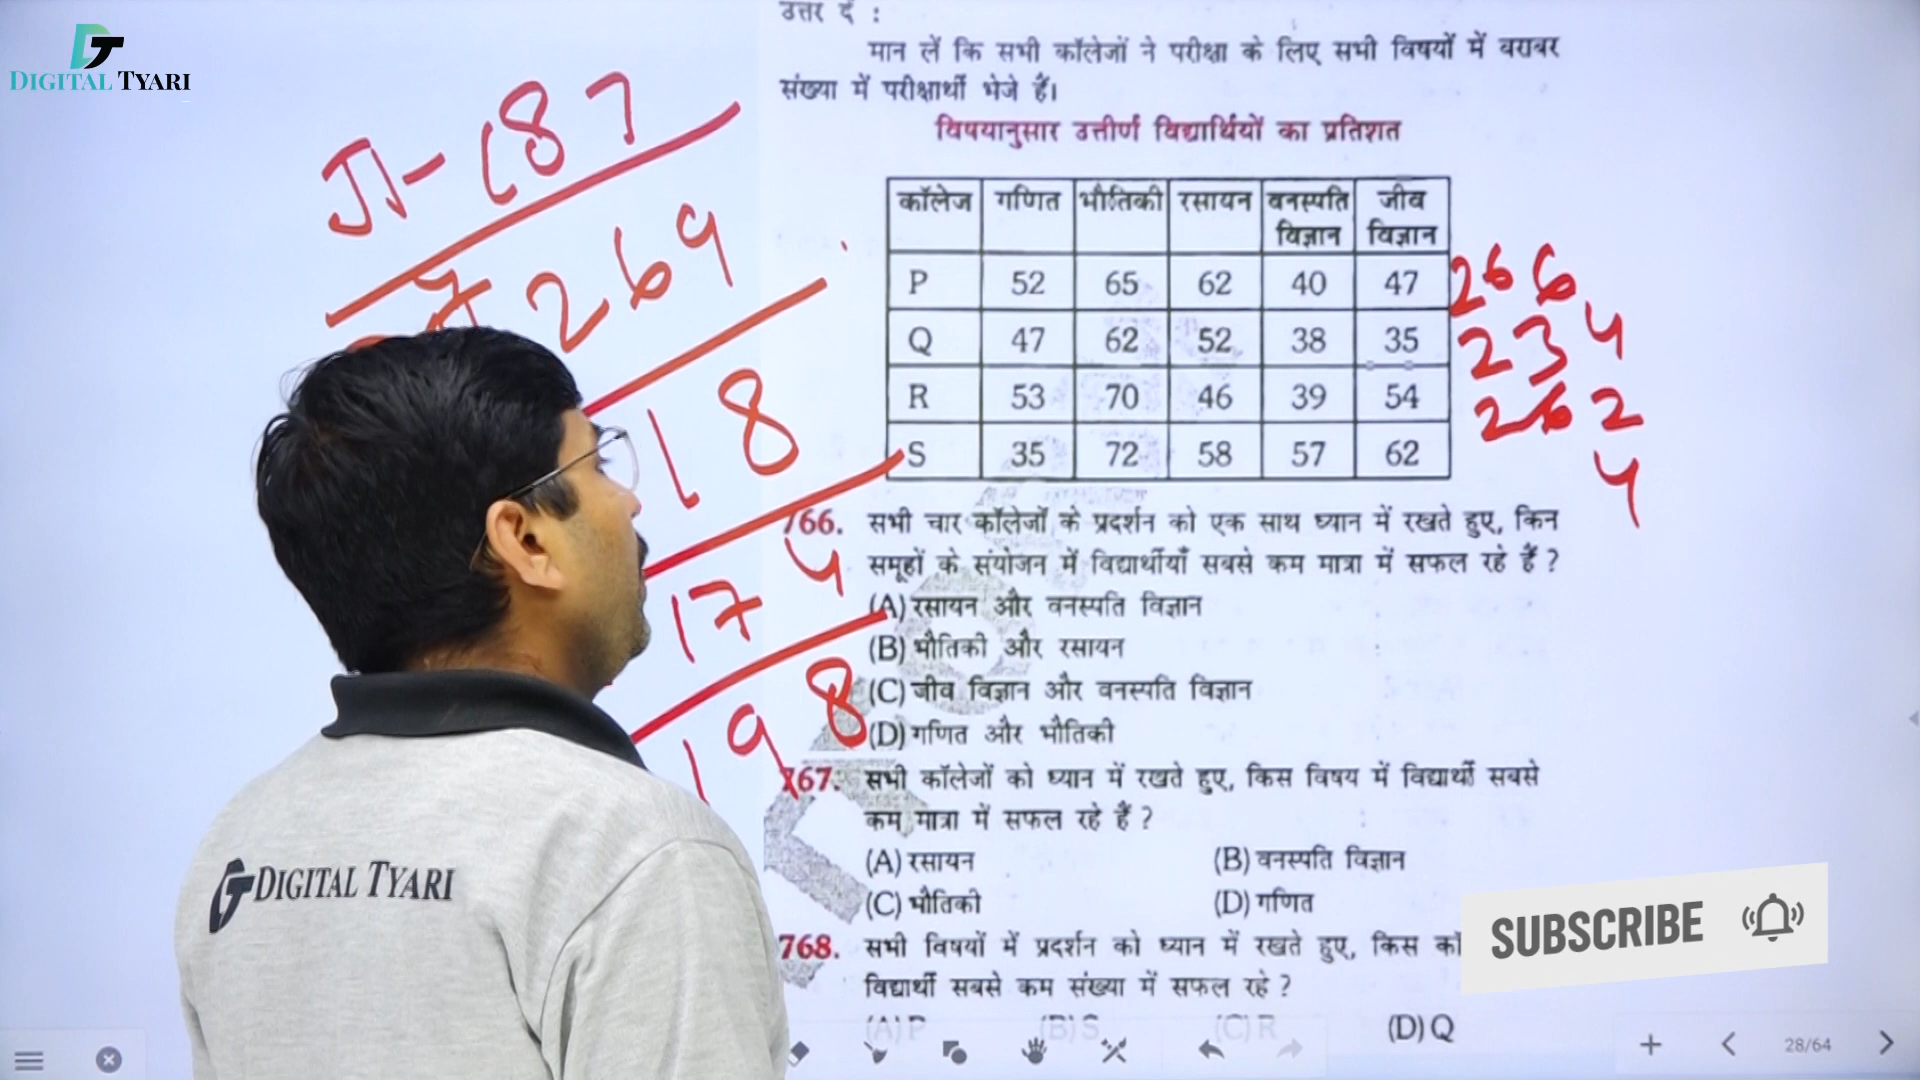 DIGITAL TYARI
उत्तर दें :
मान लें कि सभी कॉलेजों ने परीक्षा के लिए सभी विषयों में बराबर
संख्या में परीक्षार्थी भेजे हैं।
विषयानुसार उत्तीर्ण विद्यार्थियों का प्रतिशत
कॉलेज गणित भौतिकी रसायन वनस्पति विज्ञान जीव विज्ञान
P 52 65 62 40 47
Q 47 62 52 38 35
R 53 70 46 39 54
S 35 72 58 57 62
266
234
262
187
269
18
174
198
766. सभी चार कॉलेजों के प्रदर्शन को एक साथ ध्यान में रखते हुए, किन
समूहों के संयोजन में विद्यार्थीयाँ सबसे कम मात्रा में सफल रहे हैं ?
(A) रसायन और वनस्पति विज्ञान
(B) भौतिकी और रसायन
(C) जीव विज्ञान और वनस्पति विज्ञान
(D) गणित और भौतिकी
767. सभी कॉलेजों को ध्यान में रखते हुए, किस विषय में विद्यार्थी सबसे
कम मात्रा में सफल रहे हैं ?
(A) रसायन (B) वनस्पति विज्ञान
(C) भौतिकी (D) गणित
768. सभी विषयों में प्रदर्शन को ध्यान में रखते हुए, किस
विद्यार्थी सबसे कम संख्या में सफल रहे ?
(A) P (B) S (C) R (D) Q
DIGITAL TYARI
SUBSCRIBE
28/64